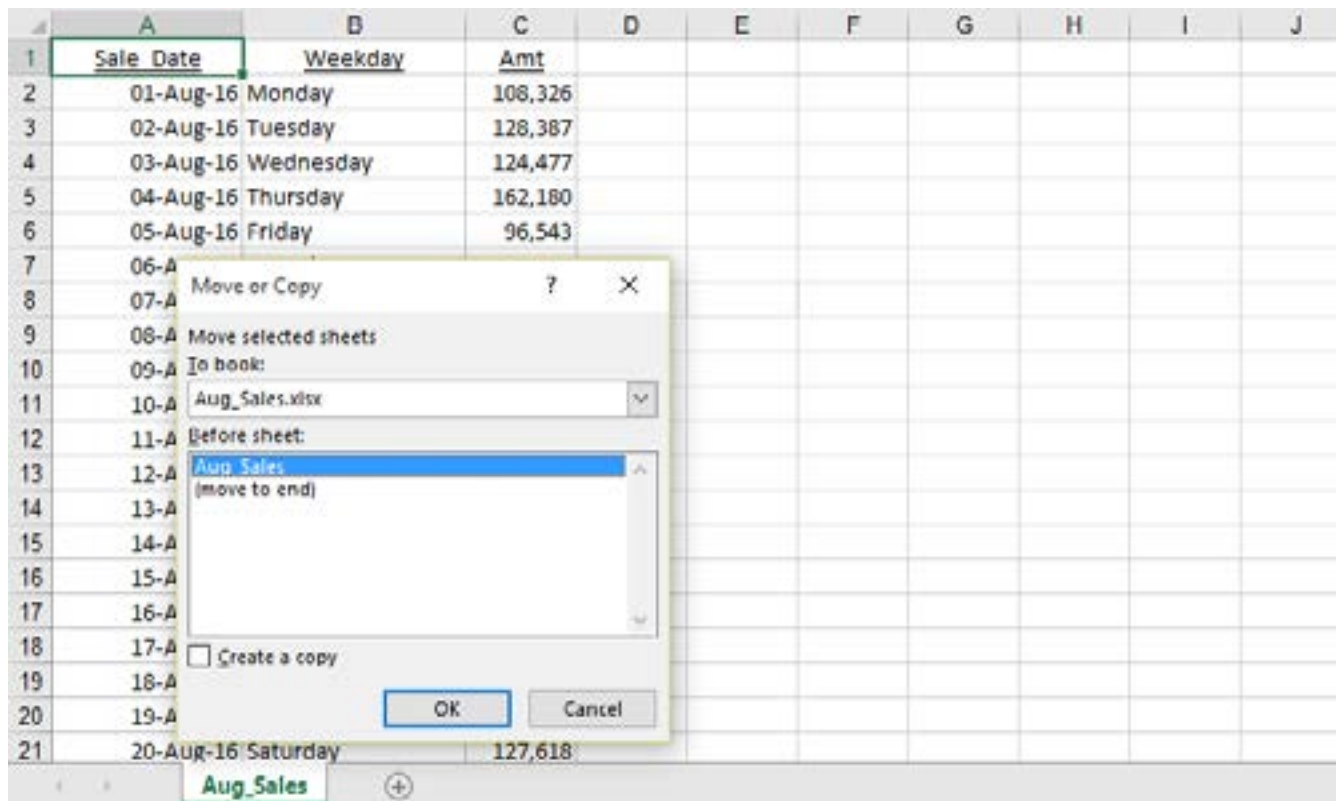 A B C D E F G H I J
1 Sale_Date Weekday Amt
2 01-Aug-16 Monday 108,326
3 02-Aug-16 Tuesday 128,387
4 03-Aug-16 Wednesday 124,477
5 04-Aug-16 Thursday 162,180
6 05-Aug-16 Friday 96,543
7 06-A
Move or Copy ? ×
8 07-A
9 08-A Move selected sheets
10 09-A To book:
11 10-A Aug_Sales.xlsx
12 11-A Before sheet:
13 12-A Aug_Sales
(move to end)
14 13-A
15 14-A
16 15-A
17 16-A
18 17-A Create a copy
19 18-A
20 19-A OK Cancel
21 20-Aug-16 Saturday 127,618
Aug_Sales